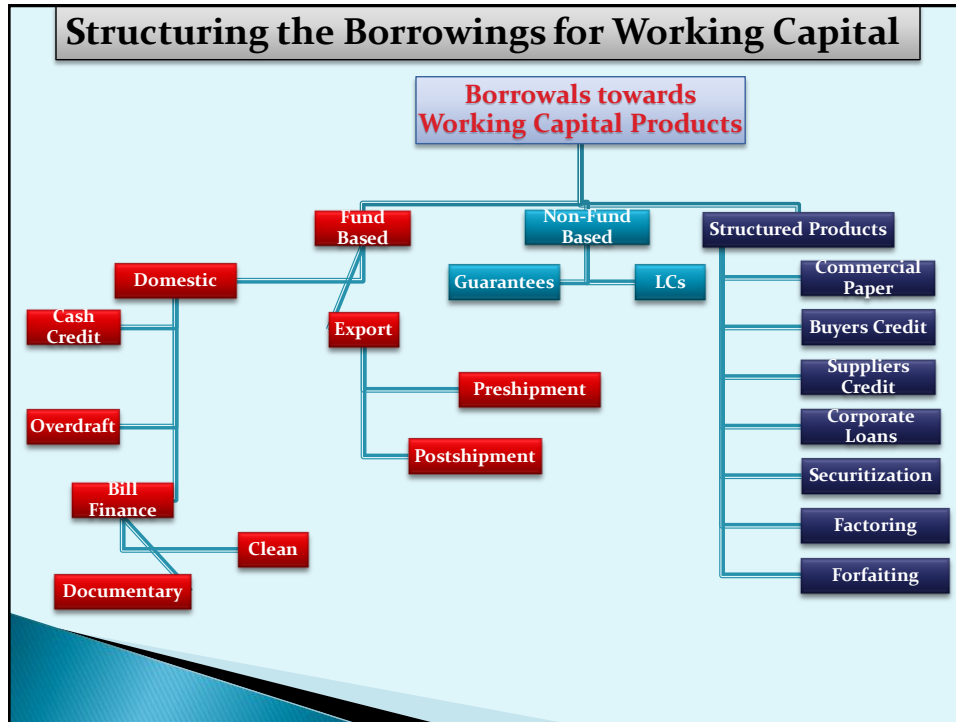 Structuring the Borrowings for Working Capital
Borrowals towards
Working Capital Products
Fund
Based
Non-Fund
Based
Structured Products
Domestic
Guarantees
LCs
Commercial
Paper
Cash
Credit
Export
Buyers Credit
Suppliers
Credit
Preshipment
Overdraft
Corporate
Loans
Postshipment
Securitization
Bill
Finance
Factoring
Clean
Documentary
Forfaiting